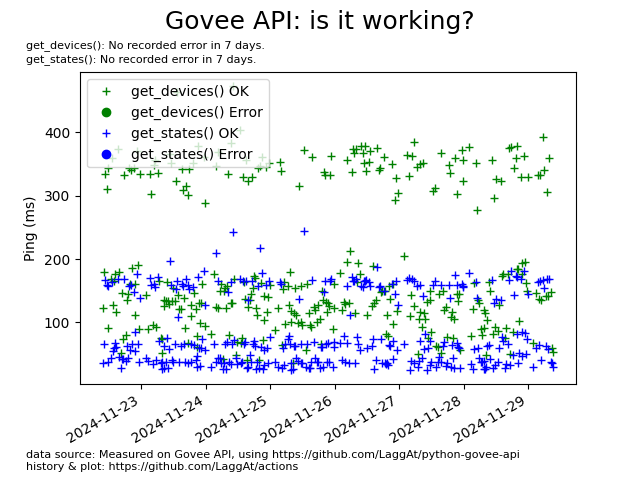 Govee API: is it working?
get_devices(): No recorded error in 7 days.
get_states(): No recorded error in 7 days.
get_devices() OK
get_devices() Error
get_states() OK
get_states() Error
400
300
200
100
Ping (ms)
2024-11-23
2024-11-24
2024-11-25
2024-11-26
2024-11-27
2024-11-28
2024-11-29
data source: Measured on Govee API, using https://github.com/LaggAt/python-govee-api
history & plot: https://github.com/LaggAt/actions